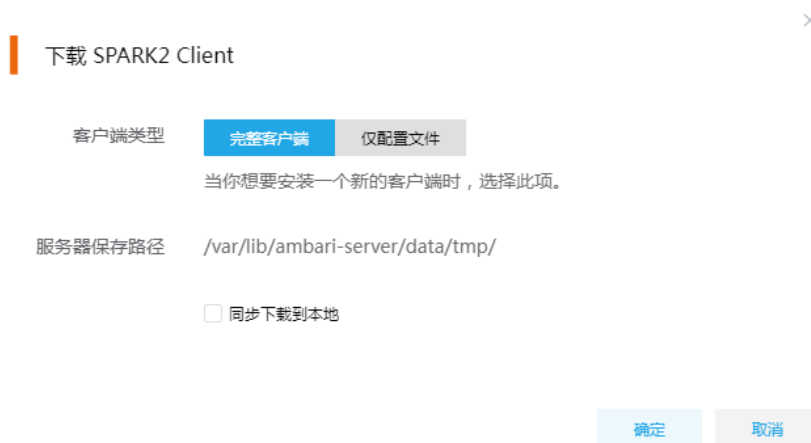 下载 SPARK2 Client
客户端类型
完整客户端
仅配置文件
当你想要安装一个新的客户端时，选择此项。
服务器保存路径
/var/lib/ambari-server/data/tmp/
同步下载到本地
确定
取消